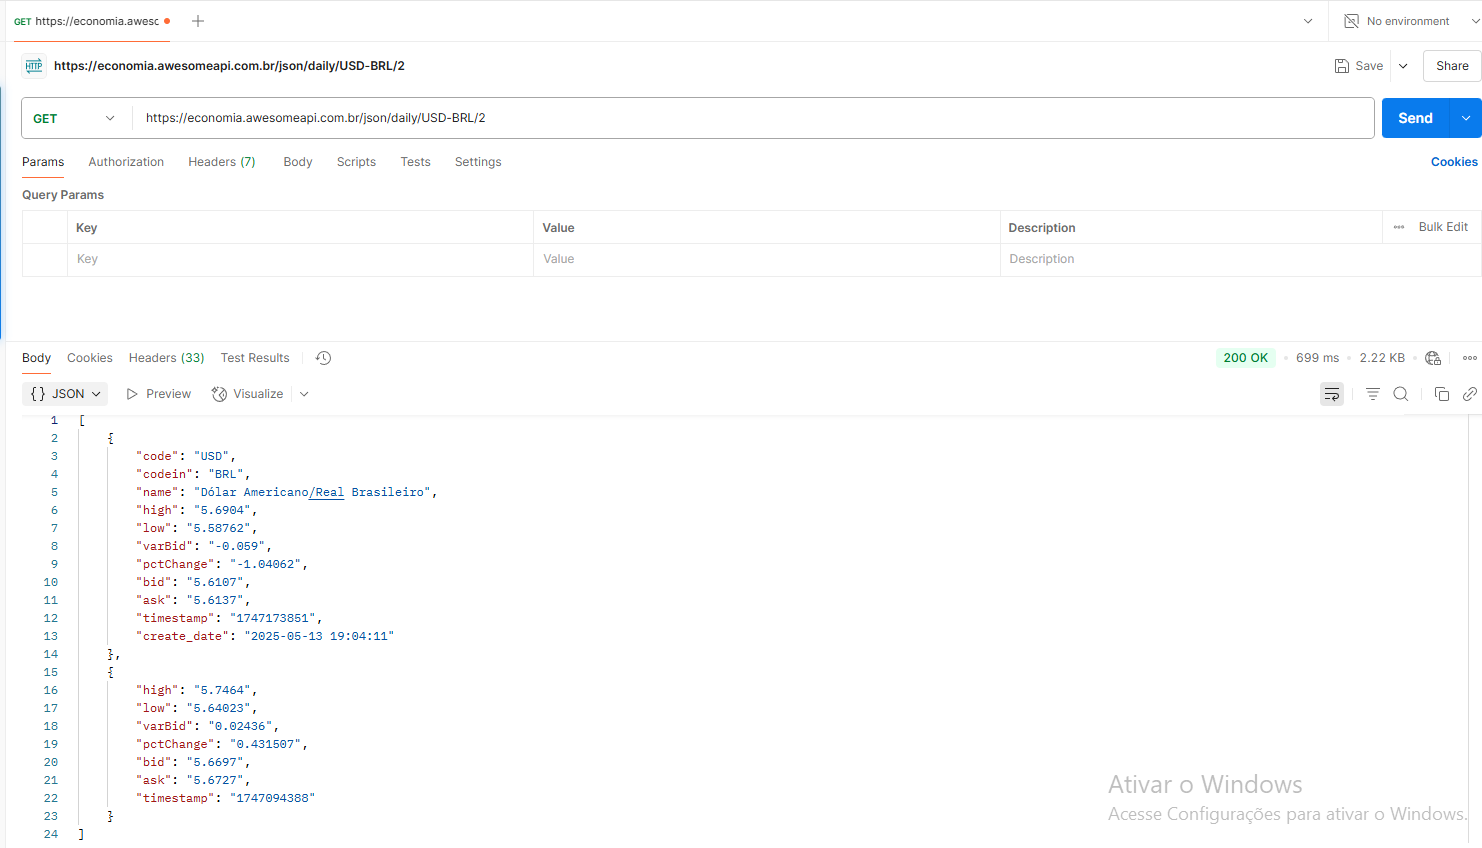 GET https://economia.awesc
No environment
HTTP https://economia.awesomeapi.com.br/json/daily/USD-BRL/2
Save
Share
GET https://economia.awesomeapi.com.br/json/daily/USD-BRL/2
Send
Params Authorization Headers (7) Body Scripts Tests Settings
Cookies
Query Params
Key Value Description Bulk Edit
Key Value Description
Body Cookies Headers (33) Test Results
200 OK 699 ms 2.22 KB
{} JSON Preview Visualize
1 [
2 {
3 "code": "USD",
4 "codein": "BRL",
5 "name": "Dólar Americano/Real Brasileiro",
6 "high": "5.6904",
7 "low": "5.58762",
8 "varBid": "-0.059",
9 "pctChange": "-1.04062",
10 "bid": "5.6107",
11 "ask": "5.6137",
12 "timestamp": "1747173851",
13 "create_date": "2025-05-13 19:04:11"
14 },
15 {
16 "high": "5.7464",
17 "low": "5.64023",
18 "varBid": "0.02436",
19 "pctChange": "0.431507",
20 "bid": "5.6697",
21 "ask": "5.6727",
22 "timestamp": "1747094388"
23 }
24 ]
Ativar o Windows
Acesse Configurações para ativar o Windows.